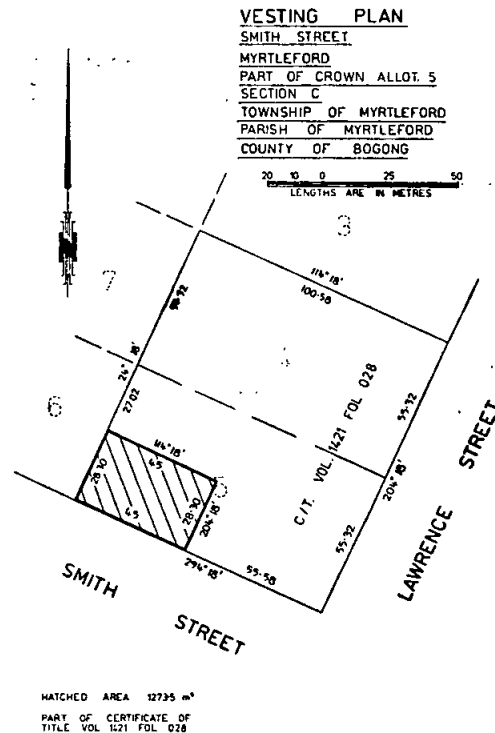 VESTING PLAN
SMITH STREET
MYRTLEFORD
PART OF CROWN ALLOT. 5
SECTION C
TOWNSHIP OF MYRTLEFORD
PARISH OF MYRTLEFORD
COUNTY OF BOGONG
20 10 0 25 50
LENGTHS ARE IN METRES
3
114° 18'
100·58
7
24° 18'
4
27·02
6
C/T. VOL. 1421 FOL 028
55·32
204° 18'
55·32
LAWRENCE STREET
114° 18'
45
28·30
28·30
204° 18'
45
5
294° 18'
55·58
SMITH STREET
HATCHED AREA 1273·5 m²
PART OF CERTIFICATE OF
TITLE VOL 1421 FOL 028